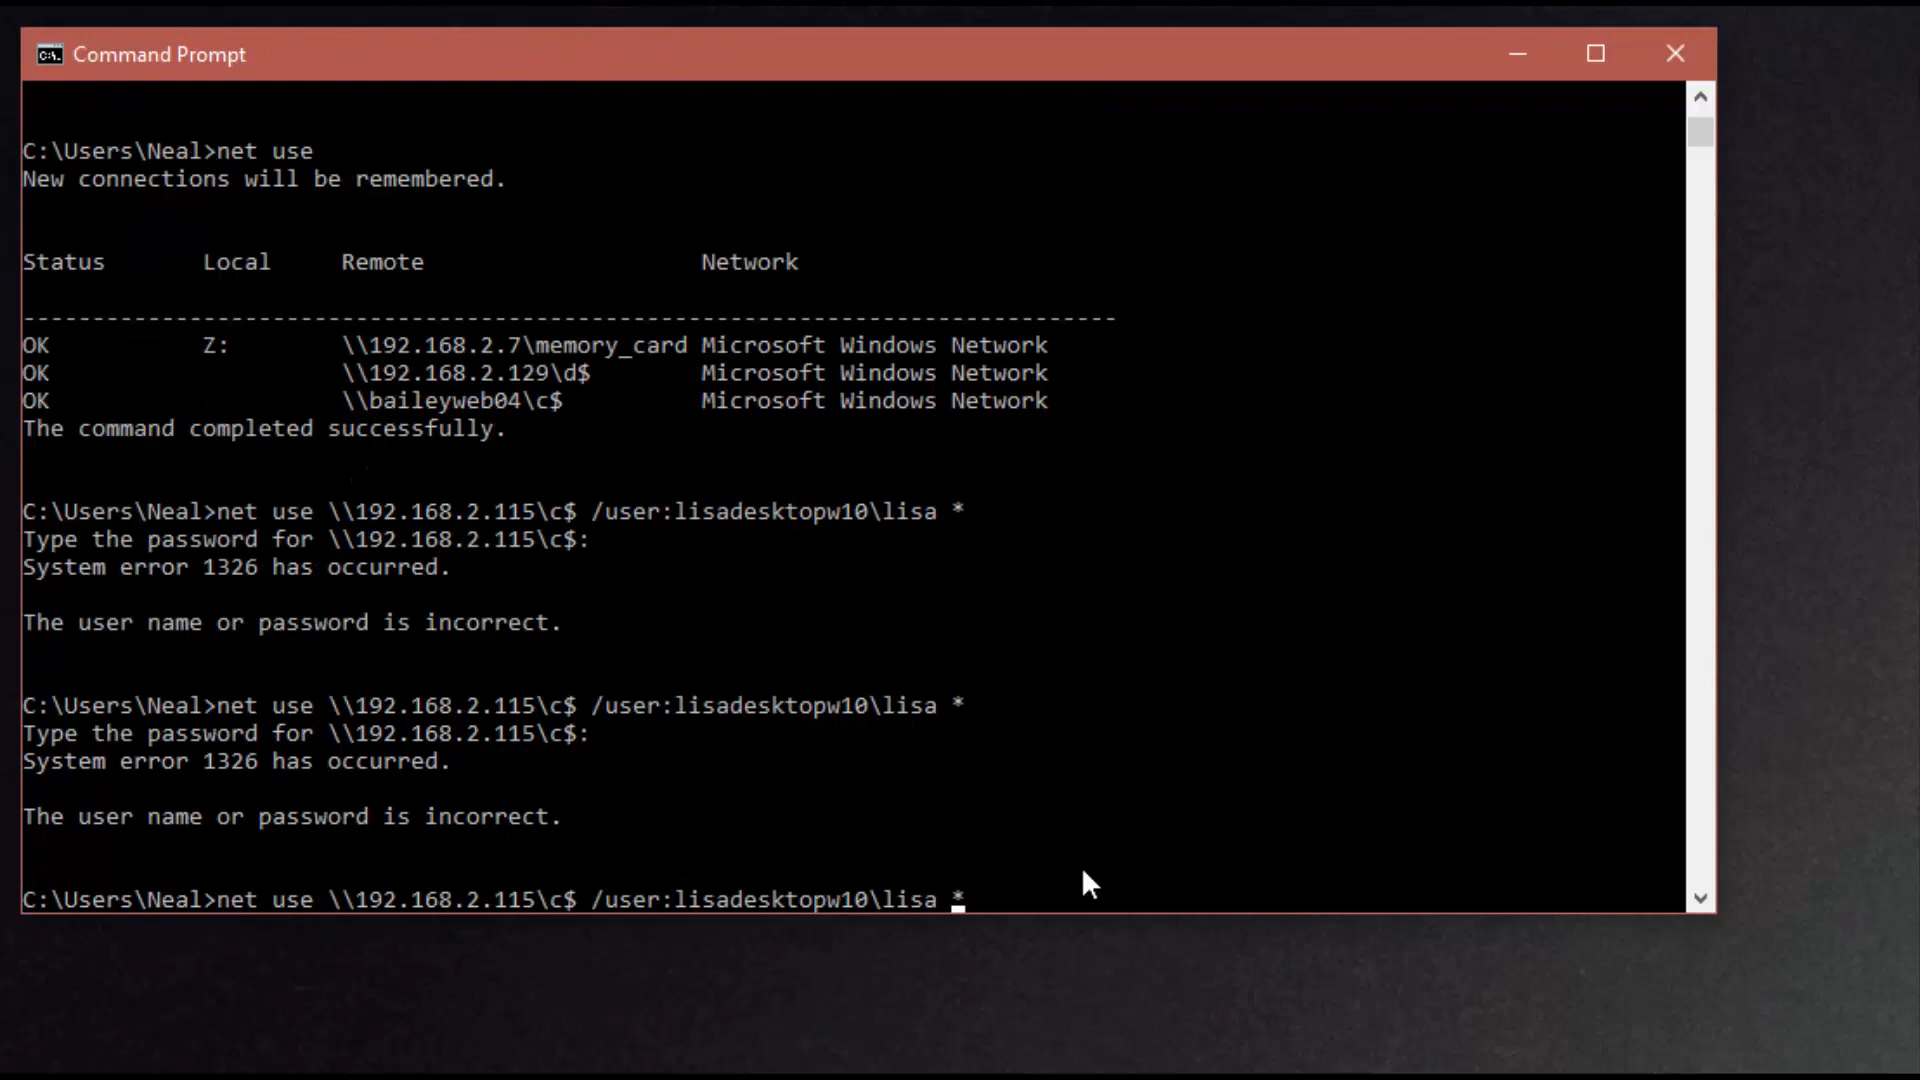 Command Prompt
C:\Users\Neal>net use
New connections will be remembered.
Status       Local     Remote                    Network
-------------------------------------------------------------------------------
OK           Z:        \\192.168.2.7\memory_card Microsoft Windows Network
OK                     \\192.168.2.129\d$        Microsoft Windows Network
OK                     \\baileyweb04\c$          Microsoft Windows Network
The command completed successfully.
C:\Users\Neal>net use \\192.168.2.115\c$ /user:lisadesktopw10\lisa *
Type the password for \\192.168.2.115\c$:
System error 1326 has occurred.
The user name or password is incorrect.
C:\Users\Neal>net use \\192.168.2.115\c$ /user:lisadesktopw10\lisa *
Type the password for \\192.168.2.115\c$:
System error 1326 has occurred.
The user name or password is incorrect.
C:\Users\Neal>net use \\192.168.2.115\c$ /user:lisadesktopw10\lisa *